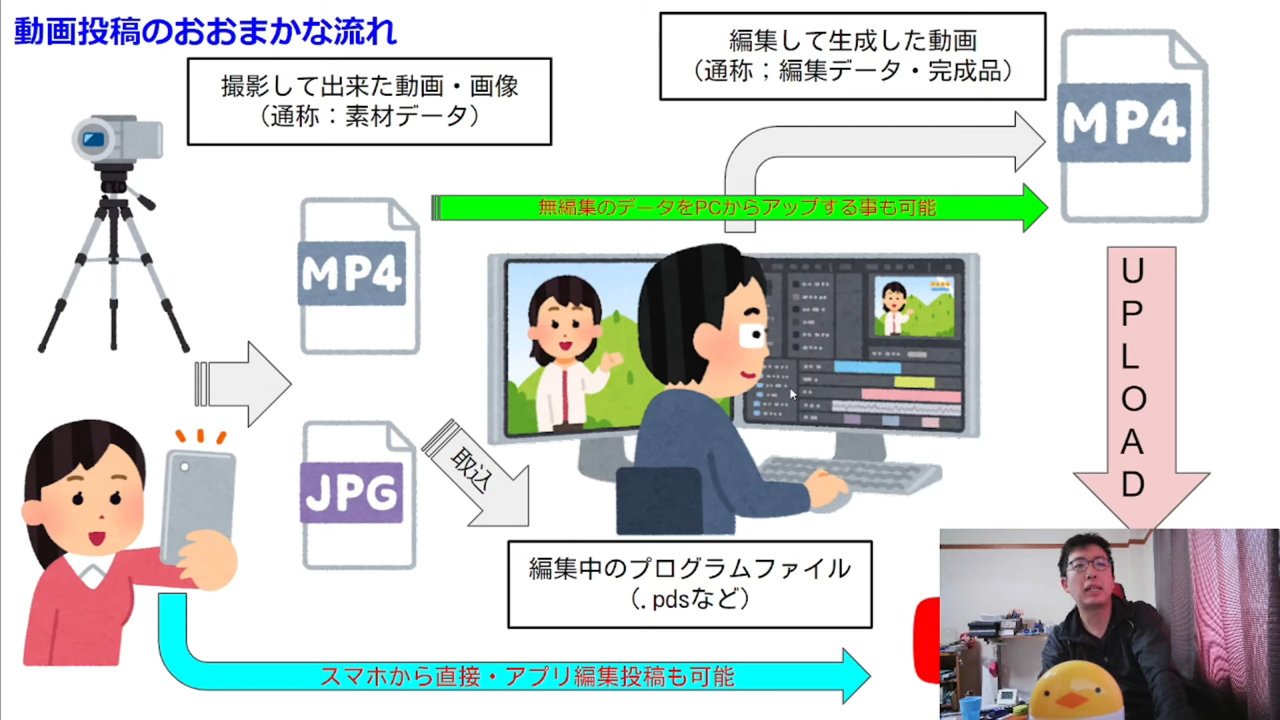 動画投稿のおおまかな流れ
撮影して出来た動画・画像
（通称：素材データ）
編集して生成した動画
（通称；編集データ・完成品）
MP4
無編集のデータをPCからアップする事も可能
MP4
JPG
取込
編集中のプログラムファイル
（.pdsなど）
UPLOAD
スマホから直接・アプリ編集投稿も可能